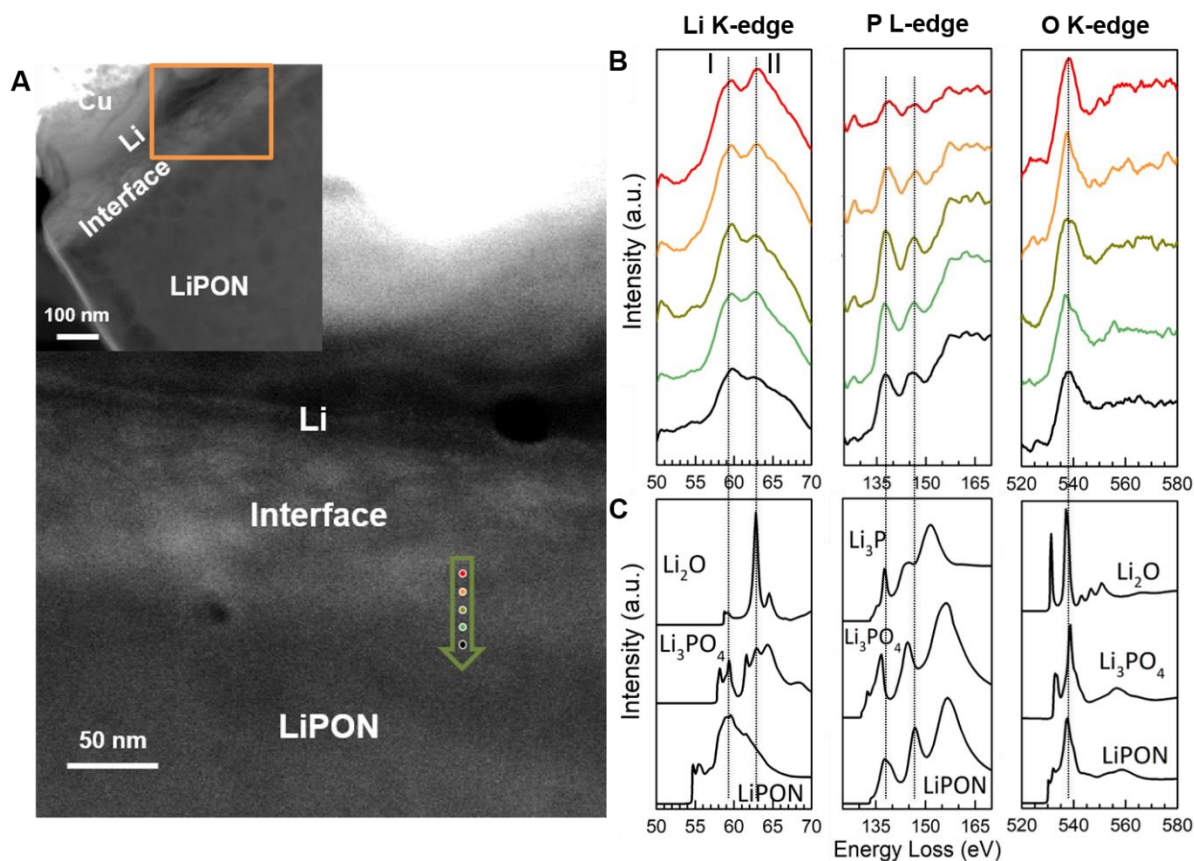 A
Cu
Li
Interface
LiPON
100 nm
Li
Interface
LiPON
50 nm
Li K-edge P L-edge O K-edge
B
I II
Intensity (a.u.)
50 55 60 65 70
135 150 165
520 540 560 580
C
Intensity (a.u.)
Li₂O
Li₃PO₄
LiPON
50 55 60 65 70
Li₃P
Li₃PO₄
LiPON
135 150 165
Li₂O
Li₃PO₄
LiPON
520 540 560 580
Energy Loss (eV)